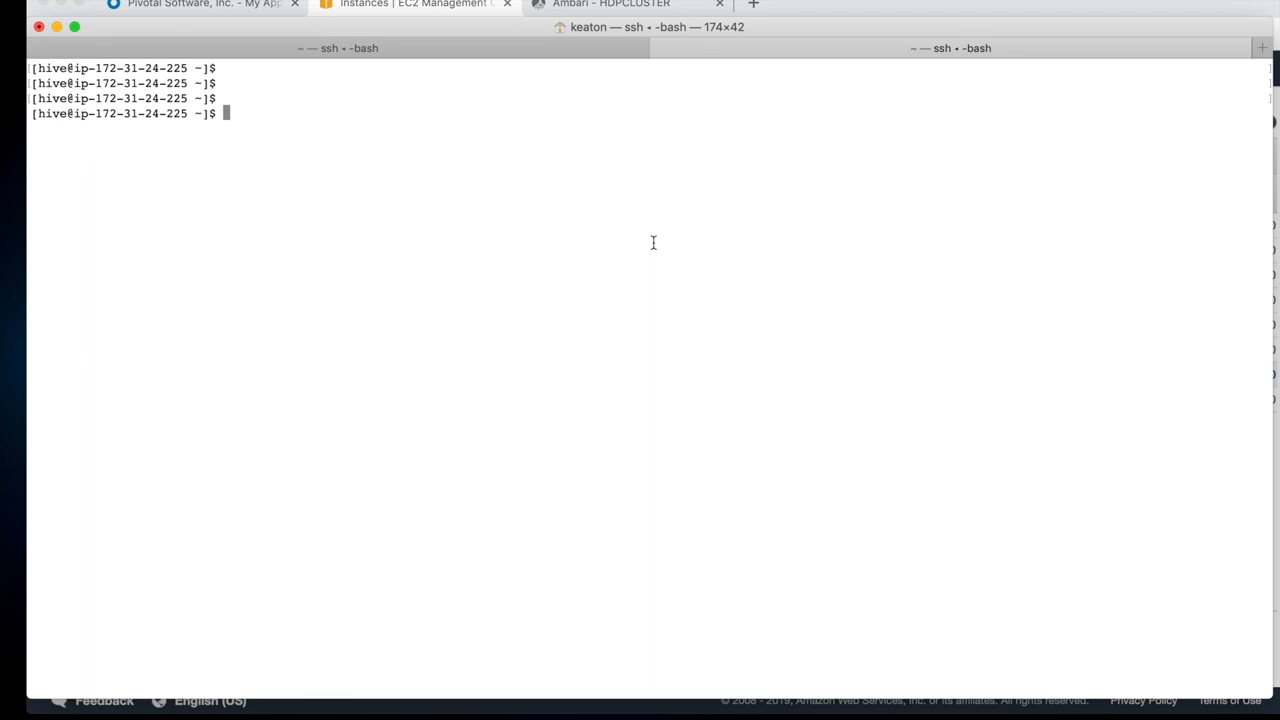 Pivotal Software, Inc. - My App
Instances | EC2 Management C
Ambari - HDPCLUSTER
keaton — ssh ◂ -bash — 174×42
~ — ssh ◂ -bash
~ — ssh ◂ -bash
[[hive@ip-172-31-24-225 ~]$ ]
[[hive@ip-172-31-24-225 ~]$ ]
[[hive@ip-172-31-24-225 ~]$ ]
[hive@ip-172-31-24-225 ~]$
Feedback
English (US)
© 2008 - 2019, Amazon Web Services, Inc. or its affiliates. All rights reserved.
Privacy Policy
Terms of Use